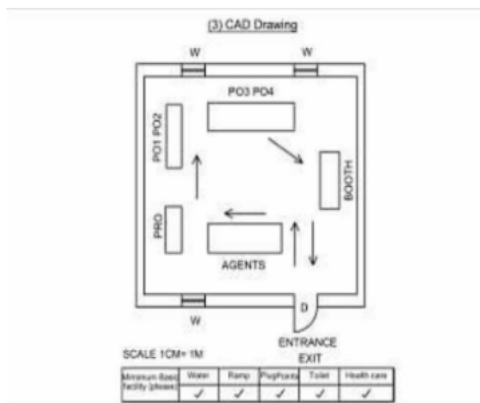 (3) CAD Drawing
W
W
PO3 PO4
PO1 PO2
BOOTH
PRO
AGENTS
D
W
ENTRANCE
EXIT
SCALE 1CM= 1M
Minimum Basic facility (please)
Water
Ramp
PlugPoints
Toilet
Health care